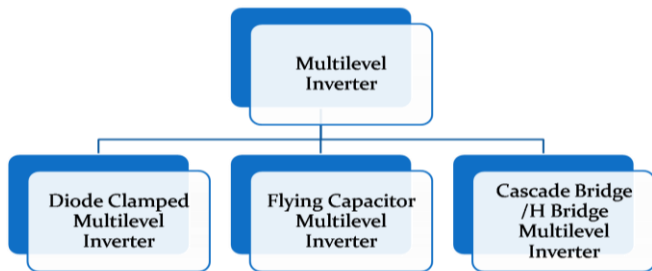 Multilevel
Inverter
Diode Clamped
Multilevel
Inverter
Flying Capacitor
Multilevel
Inverter
Cascade Bridge
/H Bridge
Multilevel
Inverter